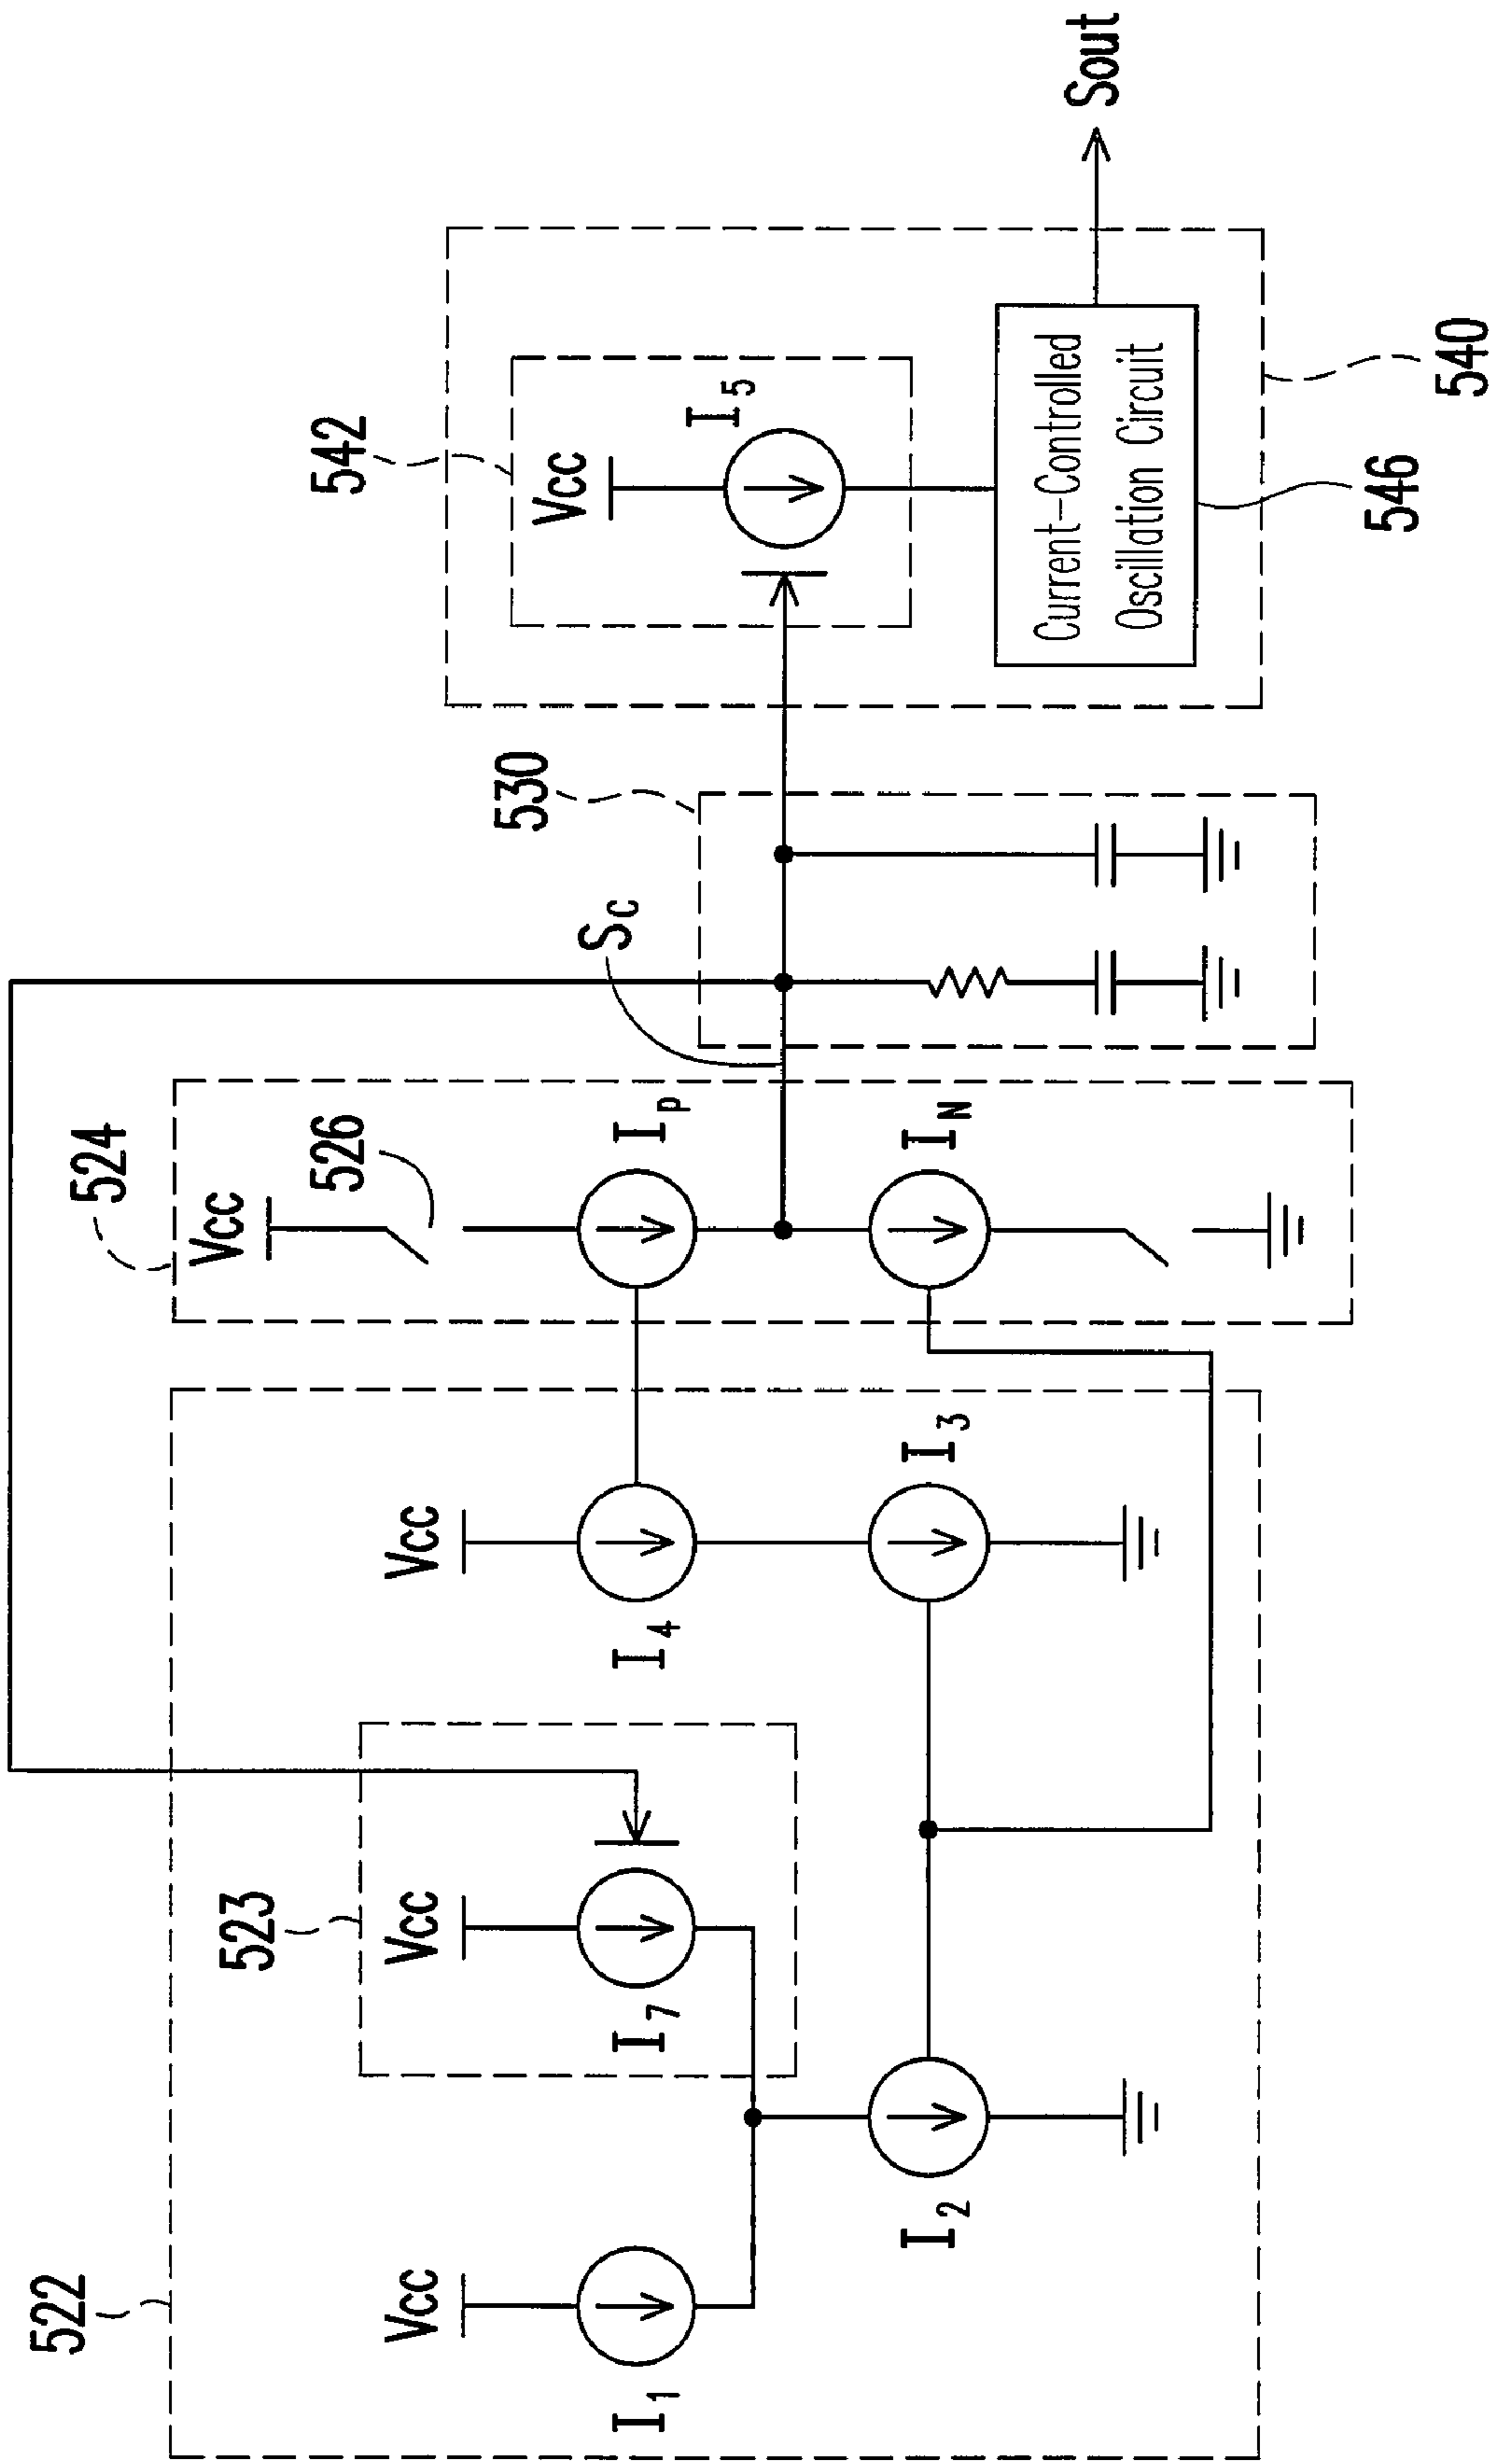 522
523
524
526
530
542
540
546
Vcc
Vcc
Vcc
Vcc
Vcc
I1
I7
I2
I4
I3
Ip
IN
Sc
I5
Current-Controlled
Oscillation Circuit
Sout